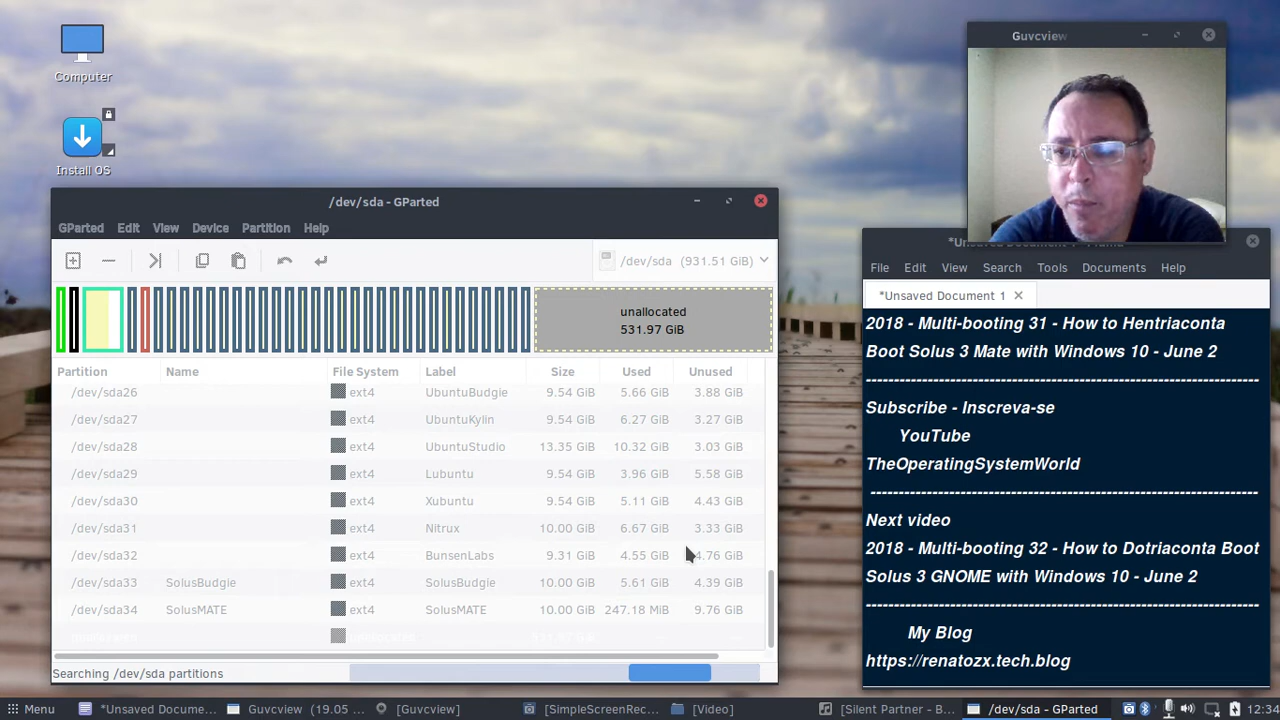 Computer
Install OS
Guvcview
/dev/sda - GParted
GParted Edit View Device Partition Help
/dev/sda (931.51 GiB)
unallocated
531.97 GiB
Partition Name File System Label Size Used Unused
/dev/sda26 ext4 UbuntuBudgie 9.54 GiB 5.66 GiB 3.88 GiB
/dev/sda27 ext4 UbuntuKylin 9.54 GiB 6.27 GiB 3.27 GiB
/dev/sda28 ext4 UbuntuStudio 13.35 GiB 10.32 GiB 3.03 GiB
/dev/sda29 ext4 Lubuntu 9.54 GiB 3.96 GiB 5.58 GiB
/dev/sda30 ext4 Xubuntu 9.54 GiB 5.11 GiB 4.43 GiB
/dev/sda31 ext4 Nitrux 10.00 GiB 6.67 GiB 3.33 GiB
/dev/sda32 ext4 BunsenLabs 9.31 GiB 4.55 GiB 4.76 GiB
/dev/sda33 SolusBudgie ext4 SolusBudgie 10.00 GiB 5.61 GiB 4.39 GiB
/dev/sda34 SolusMATE ext4 SolusMATE 10.00 GiB 247.18 MiB 9.76 GiB
unallocated unallocated 531.97 GiB
Searching /dev/sda partitions
File Edit View Search Tools Documents Help
*Unsaved Document 1
2018 - Multi-booting 31 - How to Hentriaconta
Boot Solus 3 Mate with Windows 10 - June 2
--------------------------------------------------------------------------
Subscribe - Inscreva-se
YouTube
TheOperatingSystemWorld
--------------------------------------------------------------------------
Next video
2018 - Multi-booting 32 - How to Dotriaconta Boot
Solus 3 GNOME with Windows 10 - June 2
--------------------------------------------------------------------------
My Blog
https://renatozx.tech.blog
Menu *Unsaved Docume... Guvcview (19.05 ... [Guvcview] [SimpleScreenRec... [Video] [Silent Partner - B... /dev/sda - GParted 12:34